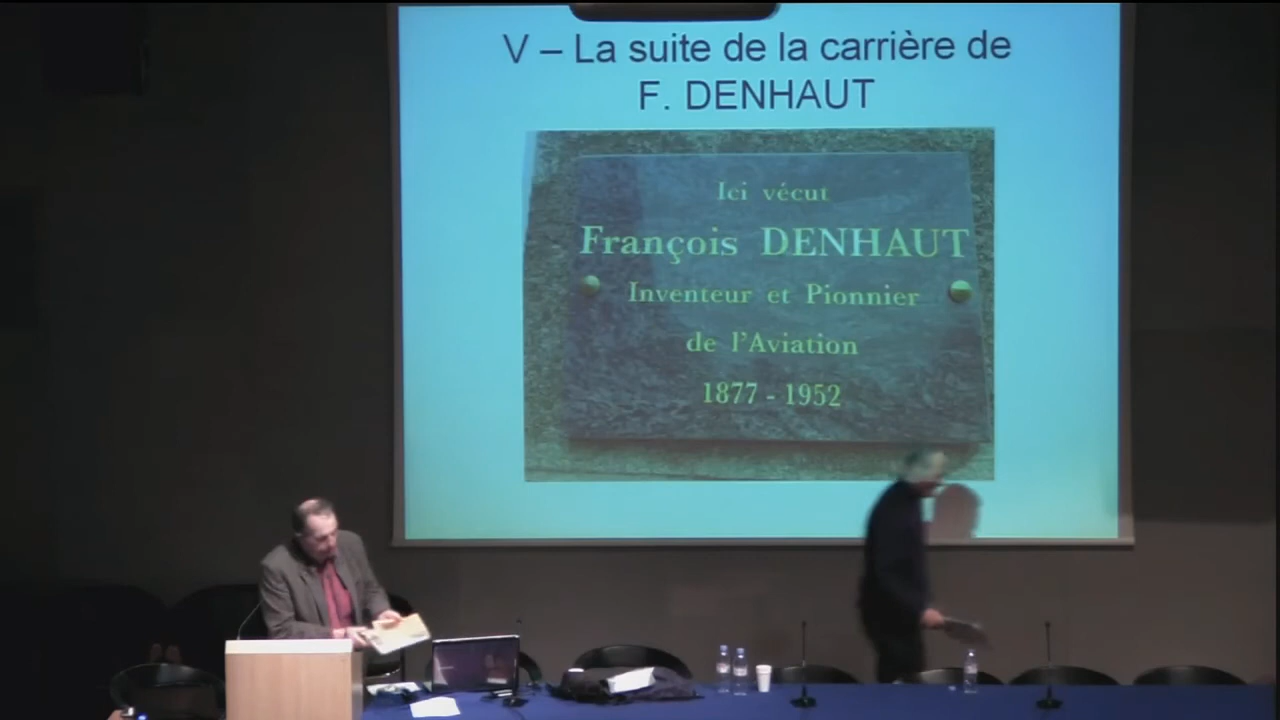 V – La suite de la carrière de
F. DENHAUT
Ici vécut
François DENHAUT
Inventeur et Pionnier
de l'Aviation
1877 - 1952